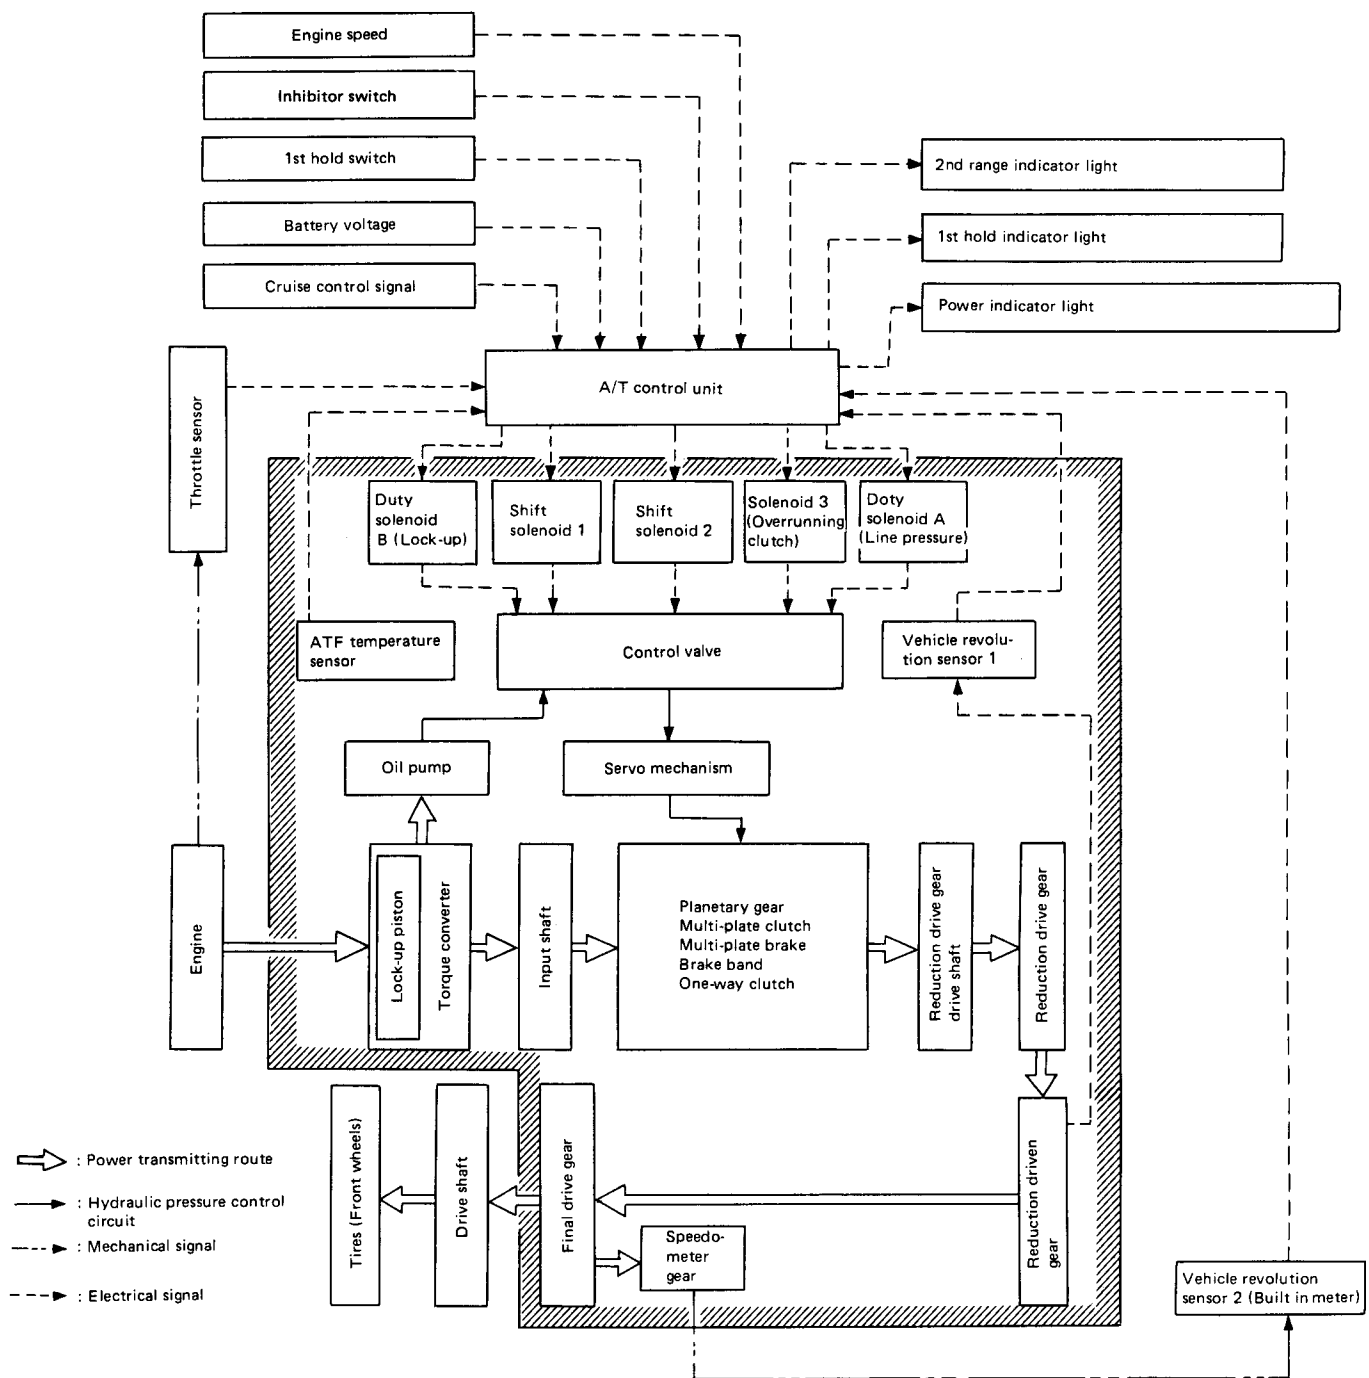 Engine speed
Inhibitor switch
1st hold switch
Battery voltage
Cruise control signal
2nd range indicator light
1st hold indicator light
Power indicator light
A/T control unit
Throttle sensor
Duty
solenoid
B (Lock-up)
Shift
solenoid 1
Shift
solenoid 2
Solenoid 3
(Overrunning
clutch)
Doty
solenoid A
(Line pressure)
ATF temperature
sensor
Control valve
Vehicle revolu-
tion sensor 1
Oil pump
Servo mechanism
Engine
Lock-up piston
Torque converter
Input shaft
Planetary gear
Multi-plate clutch
Multi-plate brake
Brake band
One-way clutch
Reduction drive gear
drive shaft
Reduction drive gear
Tires (Front wheels)
Drive shaft
Final drive gear
Speedo-
meter
gear
Reduction driven
gear
Vehicle revolution
sensor 2 (Built in meter)
: Power transmitting route
: Hydraulic pressure control
circuit
: Mechanical signal
: Electrical signal